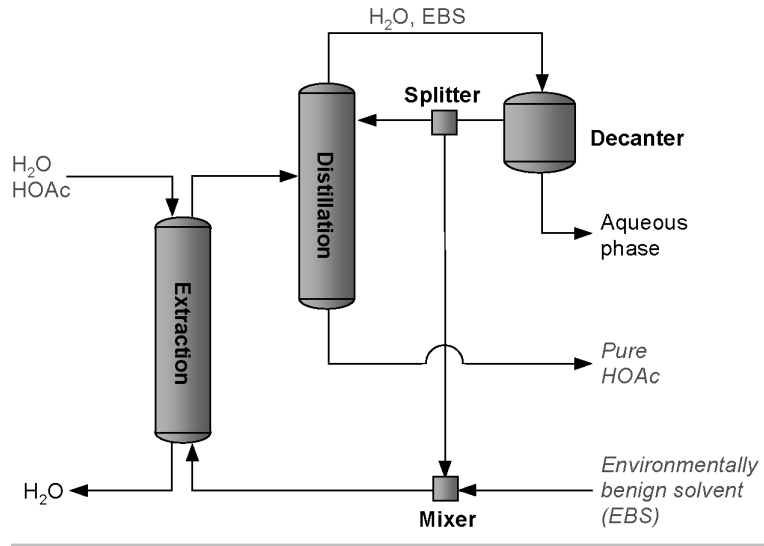 H₂O, EBS
Splitter
Decanter
H₂O
HOAc
Distillation
Aqueous
phase
Extraction
Pure
HOAc
Environmentally
benign solvent
(EBS)
H₂O
Mixer